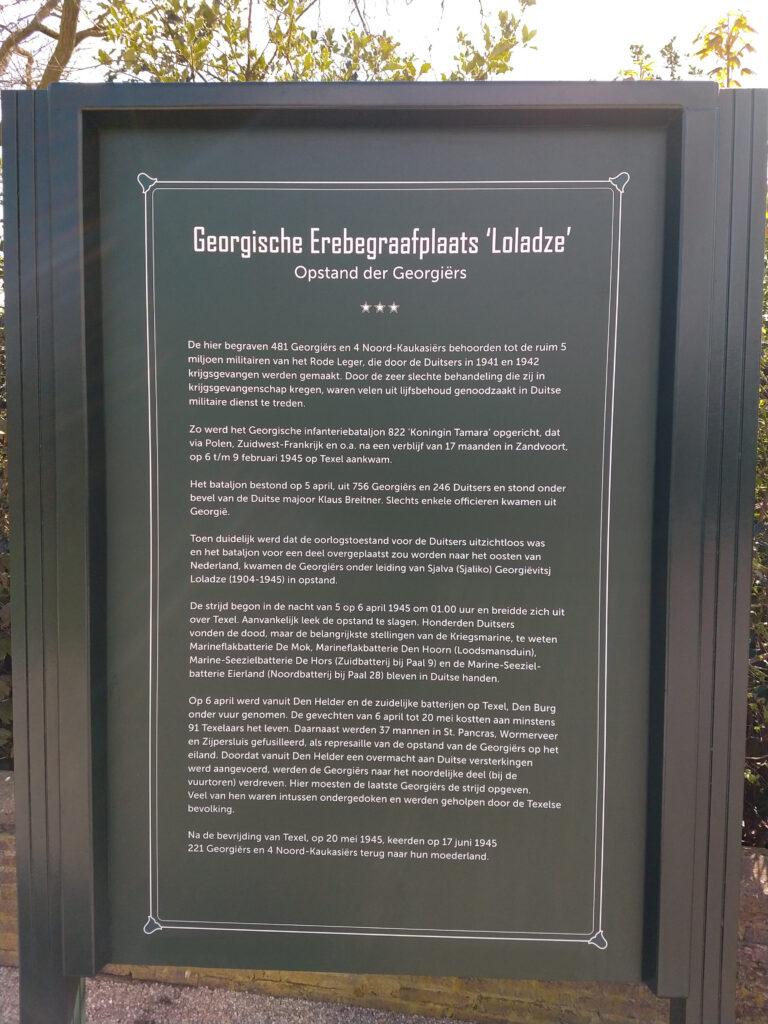 Georgische Erebegraafplaats 'Loladze'
Opstand der Georgiërs
De hier begraven 481 Georgiërs en 4 Noord-Kaukasiërs behoorden tot de ruim 5
miljoen militairen van het Rode Leger, die door de Duitsers in 1941 en 1942
krijgsgevangen werden gemaakt. Door de zeer slechte behandeling die zij in
krijgsgevangenschap kregen, waren velen uit lijfsbehoud genoodzaakt in Duitse
militaire dienst te treden.
Zo werd het Georgische infanteriebataljon 822 'Koningin Tamara' opgericht, dat
via Polen, Zuidwest-Frankrijk en o.a. na een verblijf van 17 maanden in Zandvoort,
op 6 t/m 9 februari 1945 op Texel aankwam.
Het bataljon bestond op 5 april, uit 756 Georgiërs en 246 Duitsers en stond onder
bevel van de Duitse majoor Klaus Breitner. Slechts enkele officieren kwamen uit
Georgië.
Toen duidelijk werd dat de oorlogstoestand voor de Duitsers uitzichtloos was
en het bataljon voor een deel overgeplaatst zou worden naar het oosten van
Nederland, kwamen de Georgiërs onder leiding van Sjalva (Sjaliko) Georgiëvitsj
Loladze (1904-1945) in opstand.
De strijd begon in de nacht van 5 op 6 april 1945 om 01.00 uur en breidde zich uit
over Texel. Aanvankelijk leek de opstand te slagen. Honderden Duitsers
vonden de dood, maar de belangrijkste stellingen van de Kriegsmarine, te weten
Marineflakbatterie De Mok, Marineflakbatterie Den Hoorn (Loodsmansduin),
Marine-Seezielbatterie De Hors (Zuidbatterij bij Paal 9) en de Marine-Seeziel-
batterie Eierland (Noordbatterij bij Paal 28) bleven in Duitse handen.
Op 6 april werd vanuit Den Helder en de zuidelijke batterijen op Texel, Den Burg
onder vuur genomen. De gevechten van 6 april tot 20 mei kosten aan minstens
91 Texelaars het leven. Daarnaast werden 37 mannen in St. Pancras, Wormerveer
en Zijpersluis gefusilleerd, als represaille van de opstand van de Georgiërs op het
eiland. Doordat vanuit Den Helder een overmacht aan Duitse versterkingen
werd aangevoerd, werden de Georgiërs naar het noordelijke deel (bij de
vuurtoren) verdreven. Hier moesten de laatste Georgiërs de strijd opgeven.
Veel van hen waren intussen ondergedoken en werden geholpen door de Texelse
bevolking.
Na de bevrijding van Texel, op 20 mei 1945, keerden op 17 juni 1945
221 Georgiërs en 4 Noord-Kaukasiërs terug naar hun moederland.